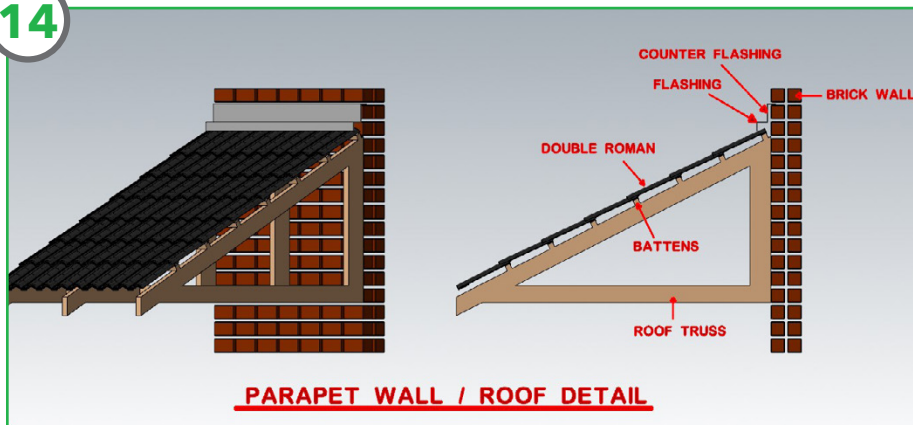 14
COUNTER FLASHING
FLASHING
BRICK WALL
DOUBLE ROMAN
BATTENS
ROOF TRUSS
PARAPET WALL / ROOF DETAIL